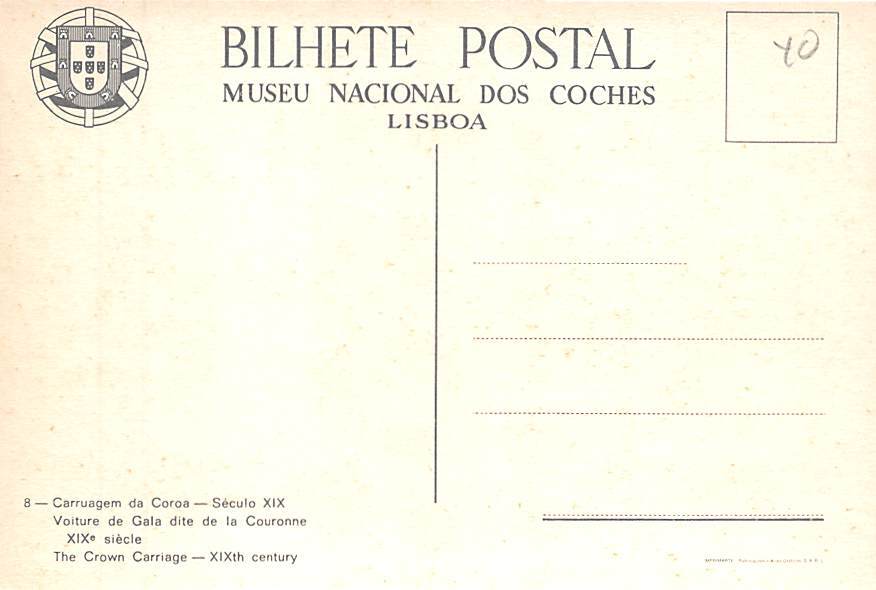 BILHETE POSTAL
MUSEU NACIONAL DOS COCHES
LISBOA
40
8 — Carruagem da Coroa — Século XIX
Voiture de Gala dite de la Couronne
XIXe siècle
The Crown Carriage — XIXth century